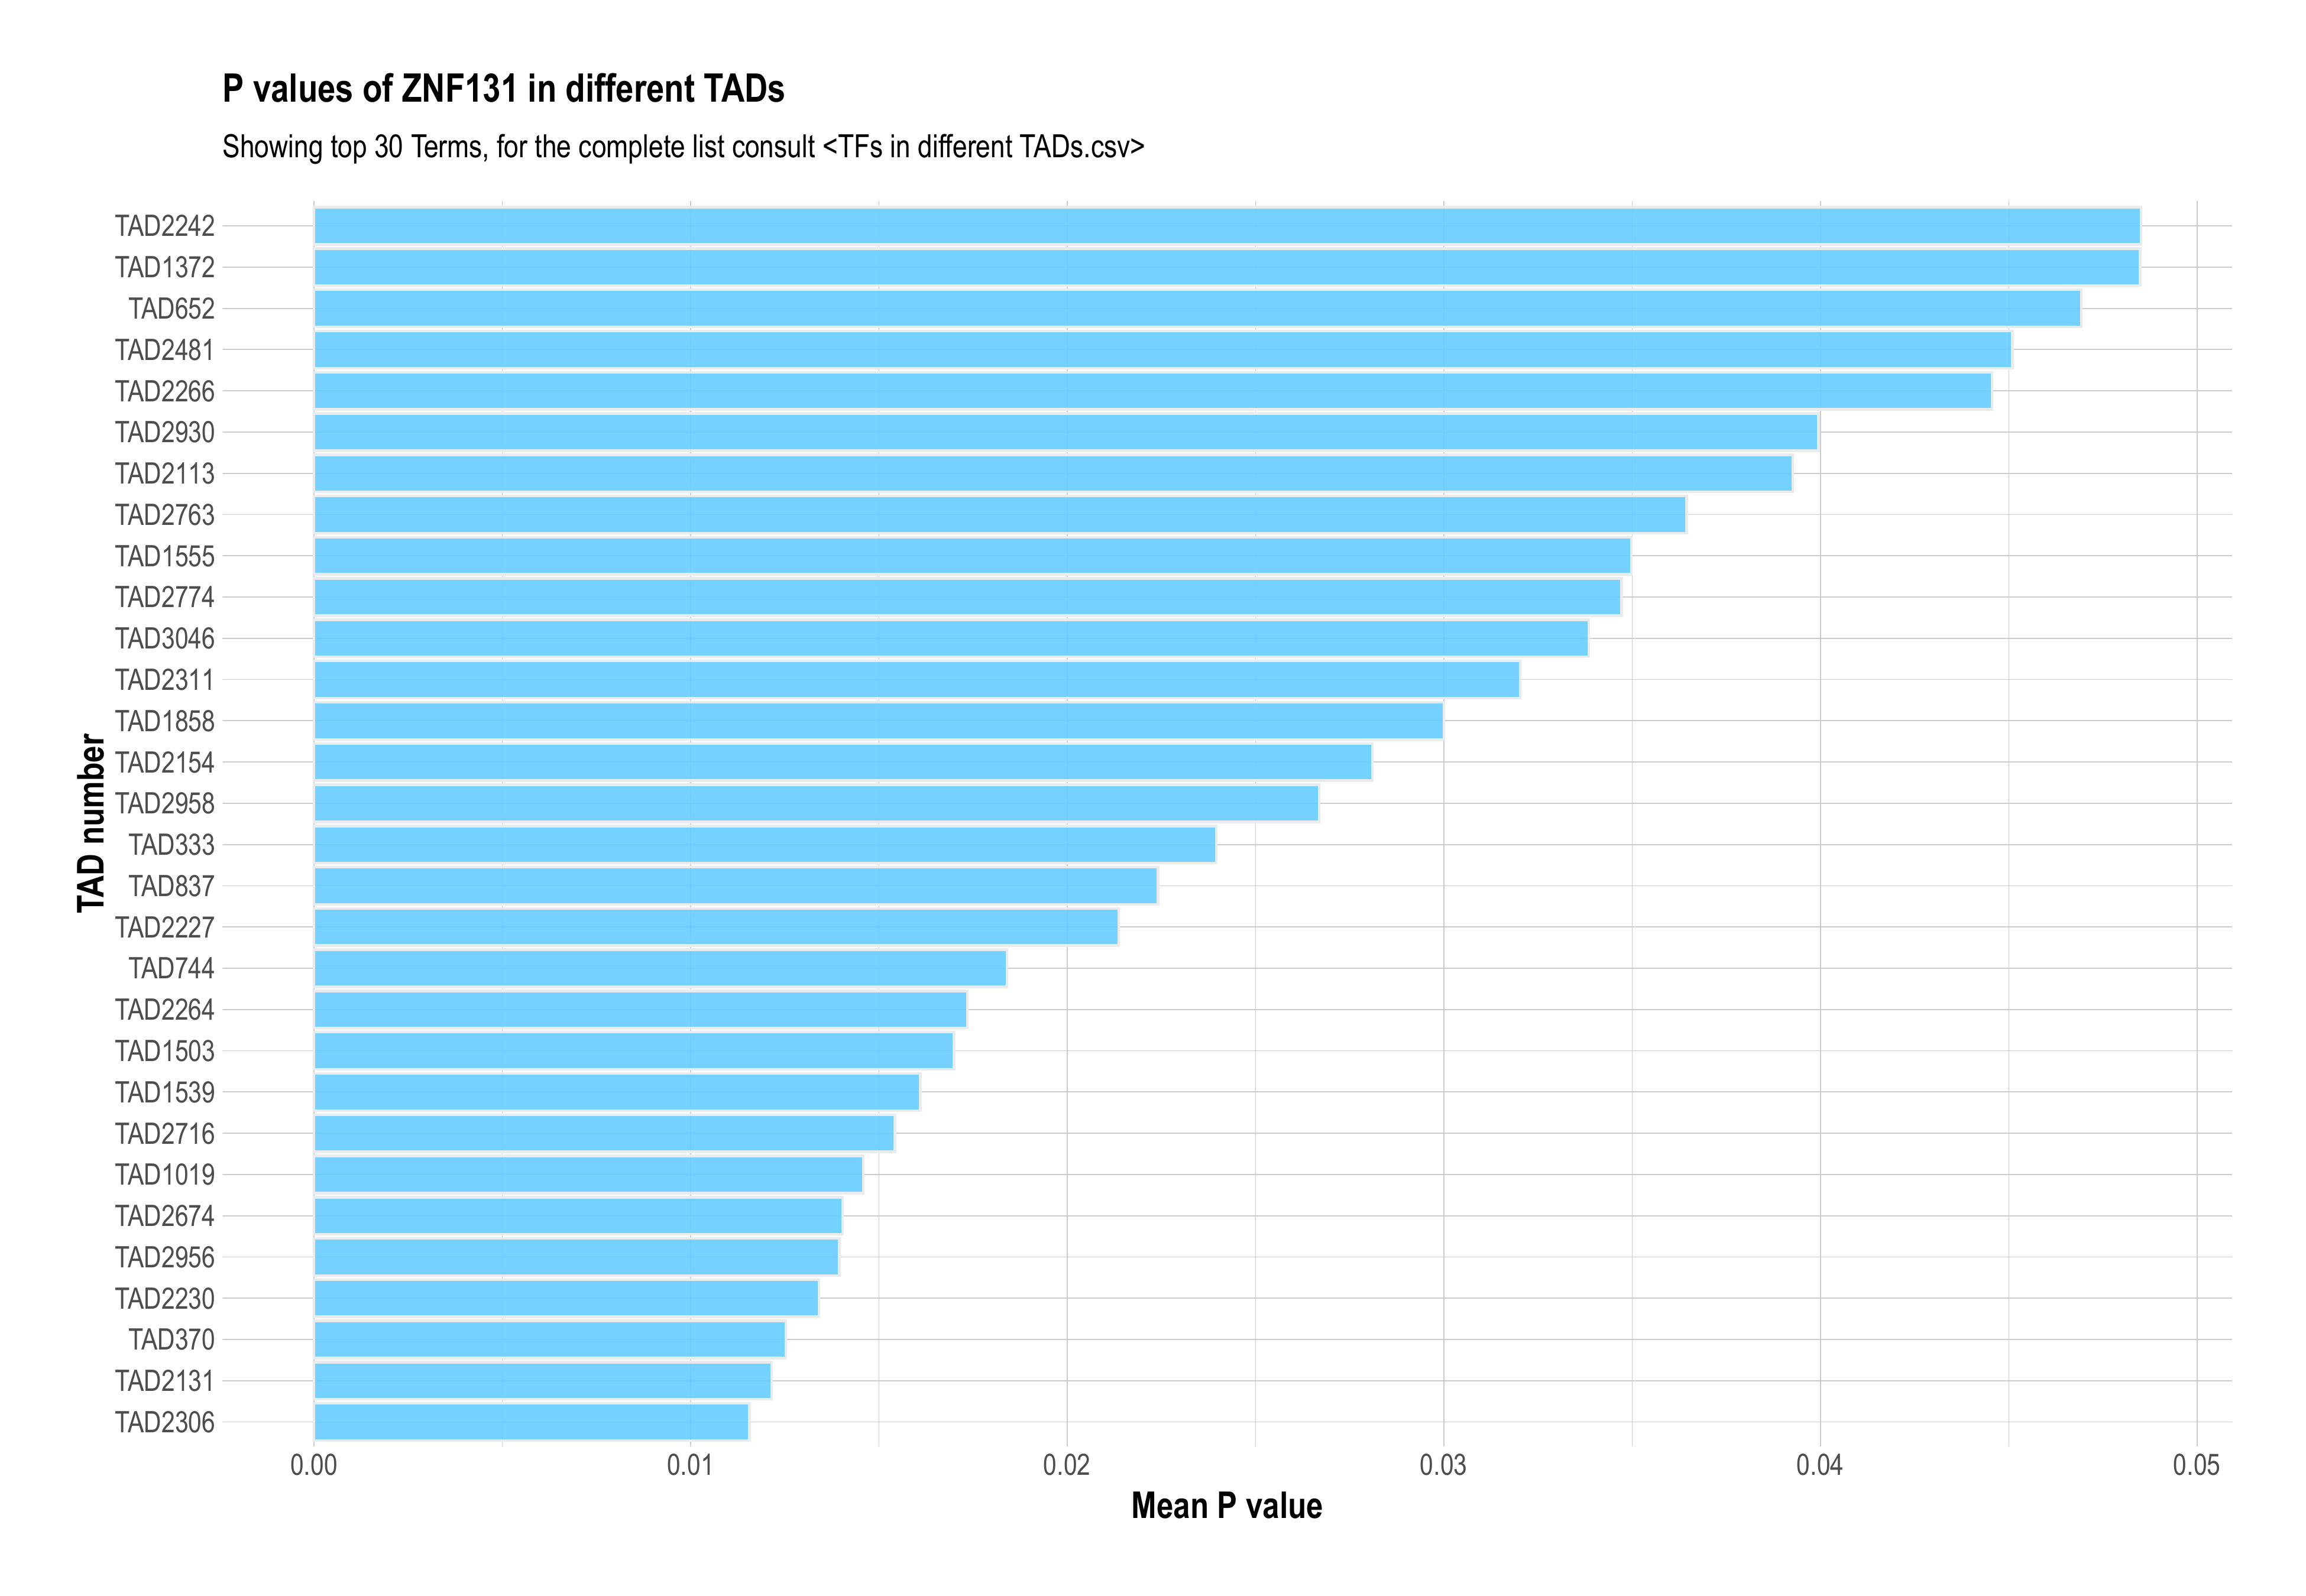 P values of ZNF131 in different TADs
Showing top 30 Terms, for the complete list consult <TFs in different TADs.csv>
TAD number
TAD2242
TAD1372
TAD652
TAD2481
TAD2266
TAD2930
TAD2113
TAD2763
TAD1555
TAD2774
TAD3046
TAD2311
TAD1858
TAD2154
TAD2958
TAD333
TAD837
TAD2227
TAD744
TAD2264
TAD1503
TAD1539
TAD2716
TAD1019
TAD2674
TAD2956
TAD2230
TAD370
TAD2131
TAD2306
0.00 0.01 0.02 0.03 0.04 0.05
Mean P value